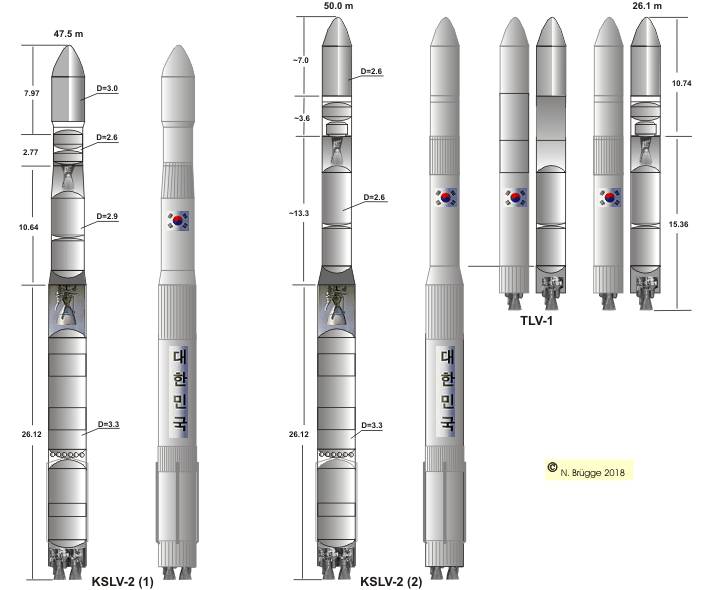 47.5 m
7.97
D=3.0
2.77
D=2.6
10.64
D=2.9
26.12
D=3.3
대
한
민
국
KSLV-2 (1)
50.0 m
~7.0
D=2.6
~3.6
~13.3
D=2.6
26.12
D=3.3
대
한
민
국
KSLV-2 (2)
26.1 m
10.74
15.36
TLV-1
© N. Brügge 2018